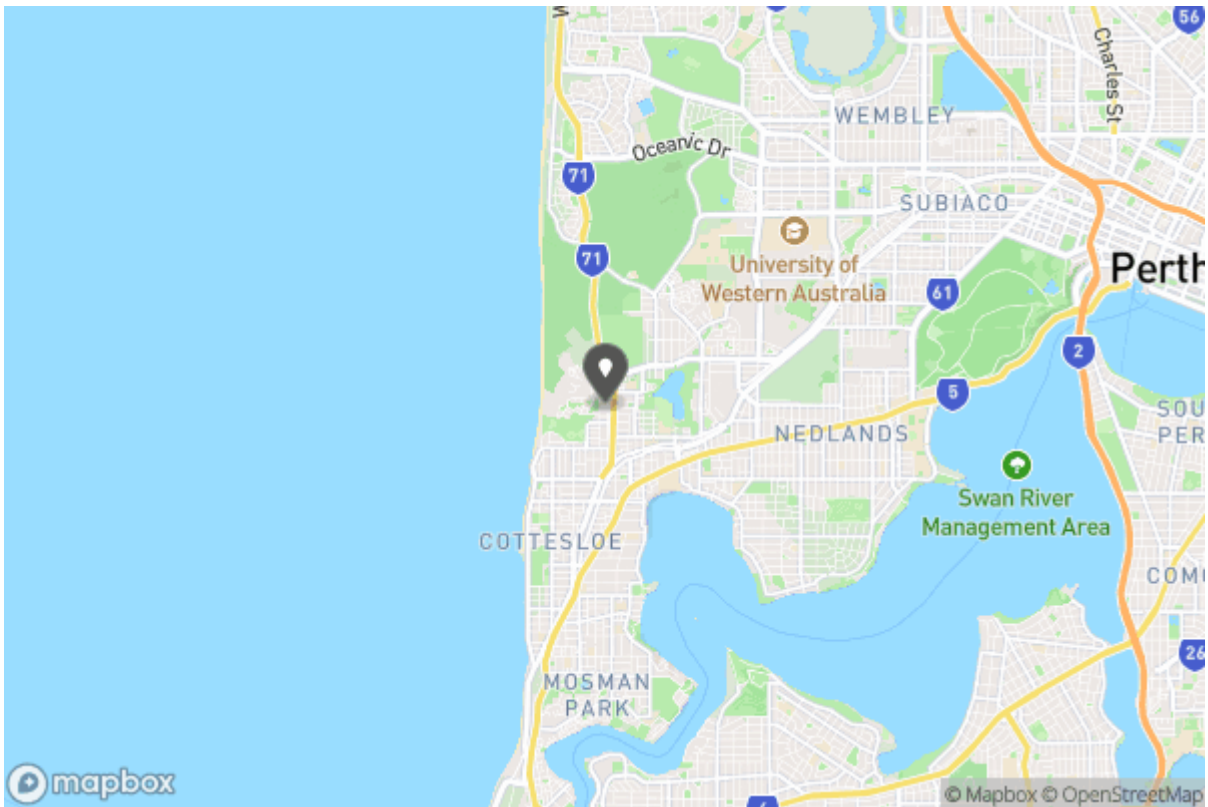 56
Charles St
WEMBLEY
Oceanic Dr
71
SUBIACO
71
University of
Western Australia
61
Perth
2
5
SOU
PER
NEDLANDS
Swan River
Management Area
COTTESLOE
COMO
26
MOSMAN
PARK
mapbox
© Mapbox © OpenStreetMap